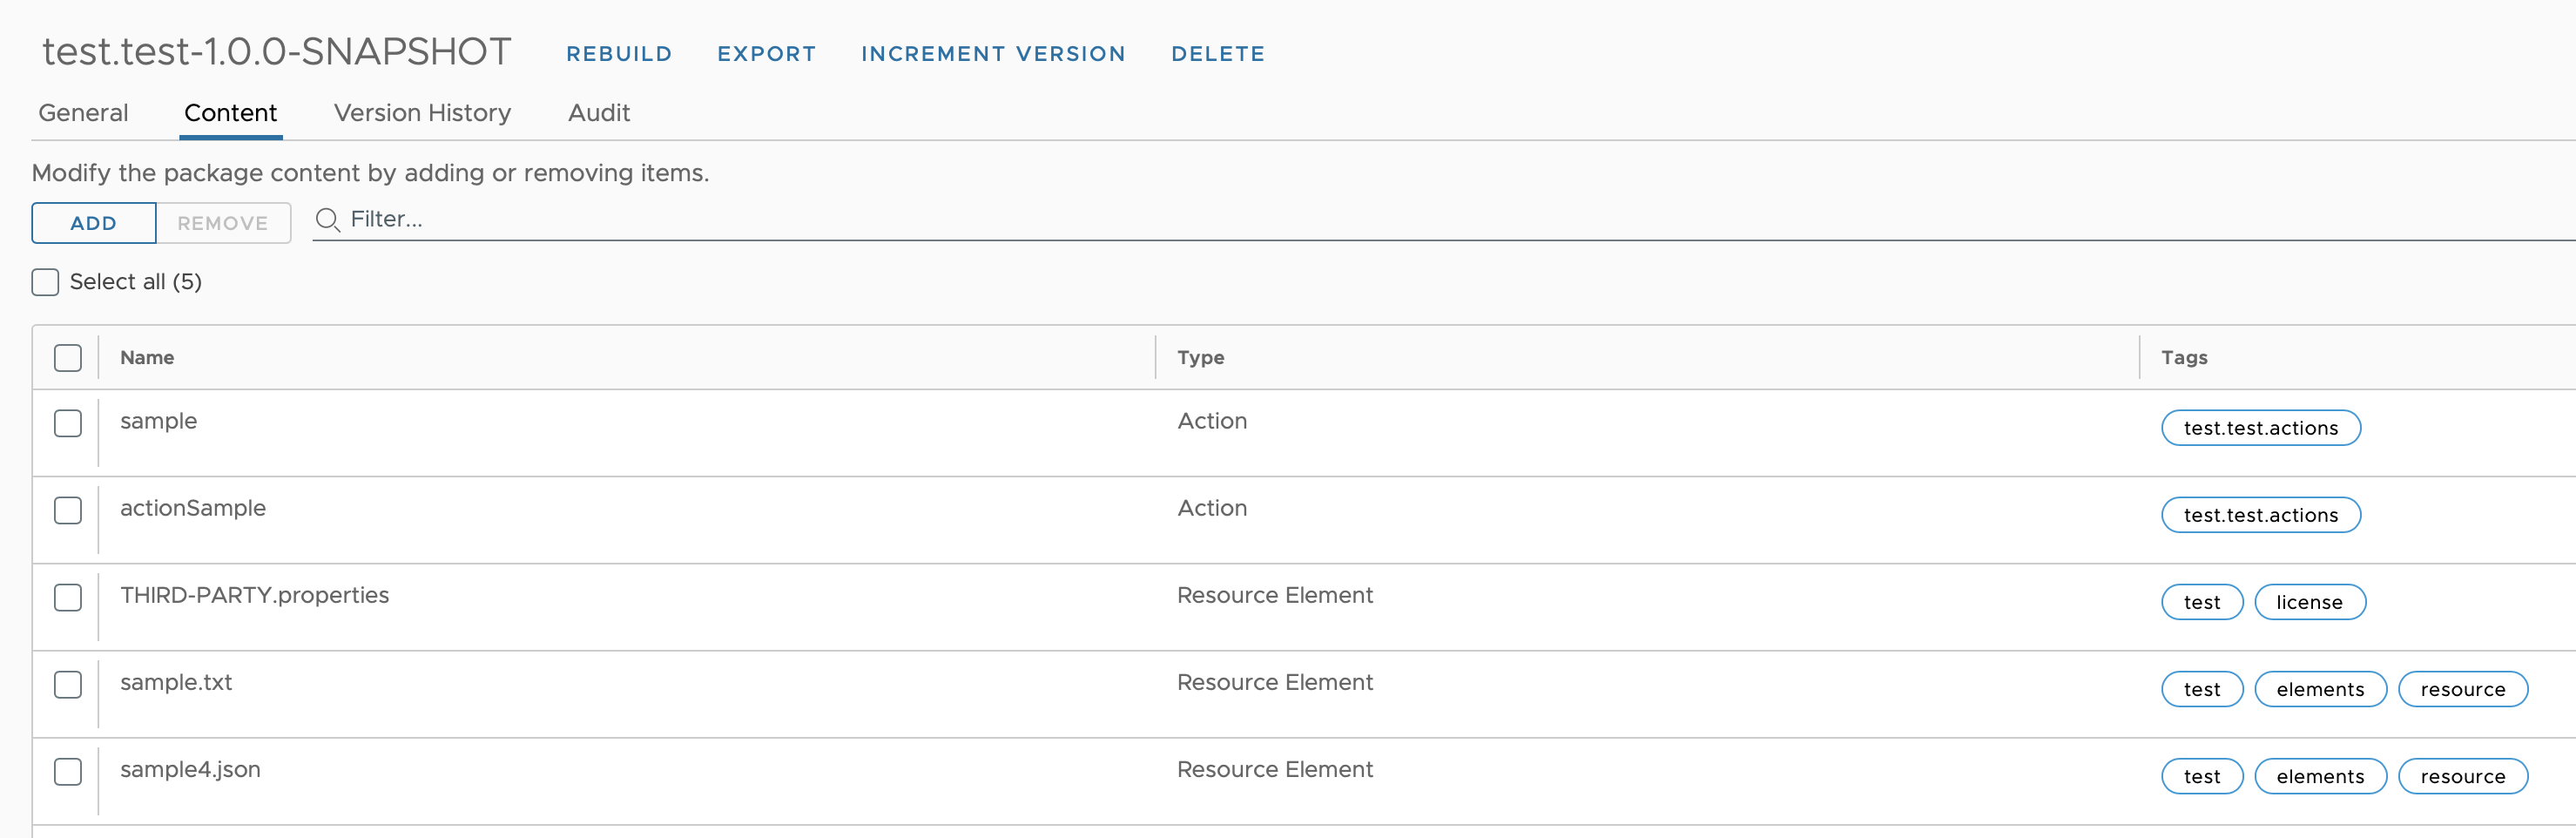 test.test-1.0.0-SNAPSHOT REBUILD EXPORT INCREMENT VERSION DELETE
General Content Version History Audit
Modify the package content by adding or removing items.
ADD REMOVE Filter...
Select all (5)
Name Type Tags
sample Action test.test.actions
actionSample Action test.test.actions
THIRD-PARTY.properties Resource Element test license
sample.txt Resource Element test elements resource
sample4.json Resource Element test elements resource